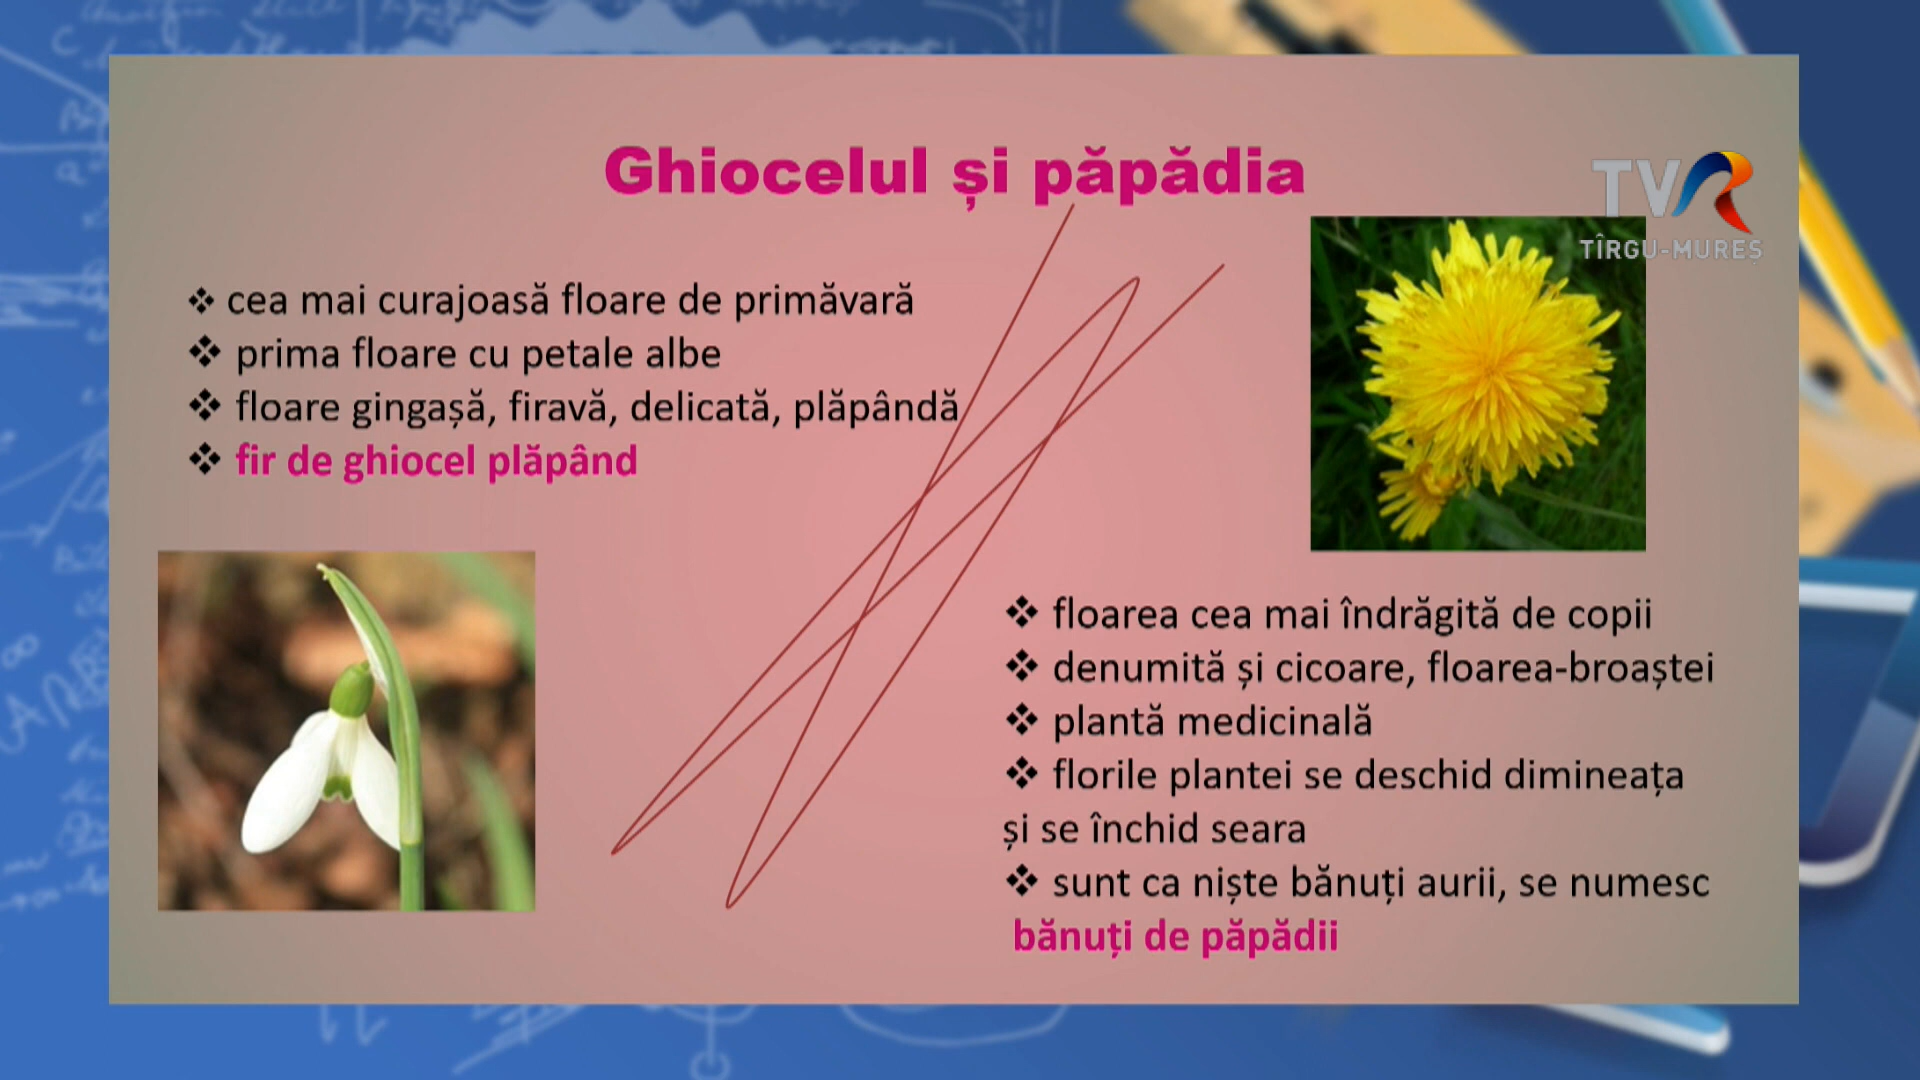 Ghiocelul și păpădia
TVR
TÎRGU-MUREȘ
❖ cea mai curajoasă floare de primăvară
❖ prima floare cu petale albe
❖ floare gingașă, firavă, delicată, plăpândă
❖ fir de ghiocel plăpând
❖ floarea cea mai îndrăgită de copii
❖ denumită și cicoare, floarea-broaștei
❖ plantă medicinală
❖ florile plantei se deschid dimineața
și se închid seara
❖ sunt ca niște bănuți aurii, se numesc
bănuți de păpădii